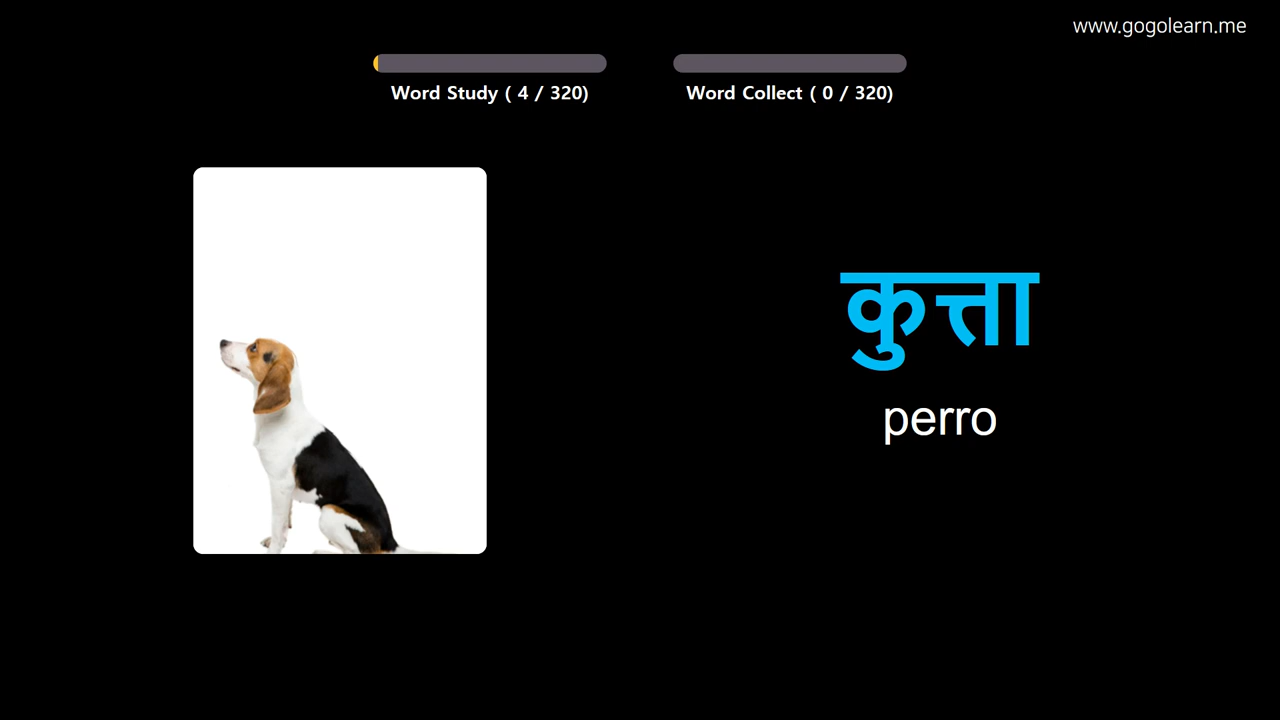 www.gogolearn.me
Word Study ( 4 / 320)
Word Collect ( 0 / 320)
कुत्ता
perro